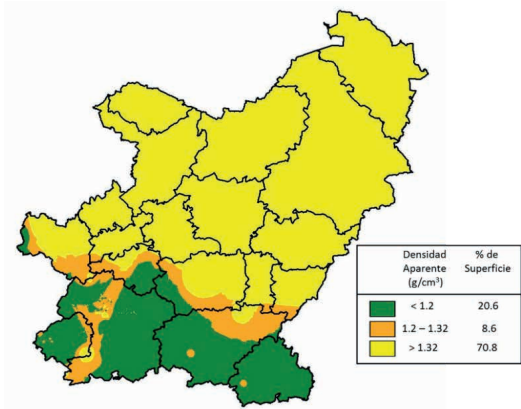 Densidad Aparente (g/cm³) % de Superficie
< 1.2 20.6
1.2 – 1.32 8.6
> 1.32 70.8